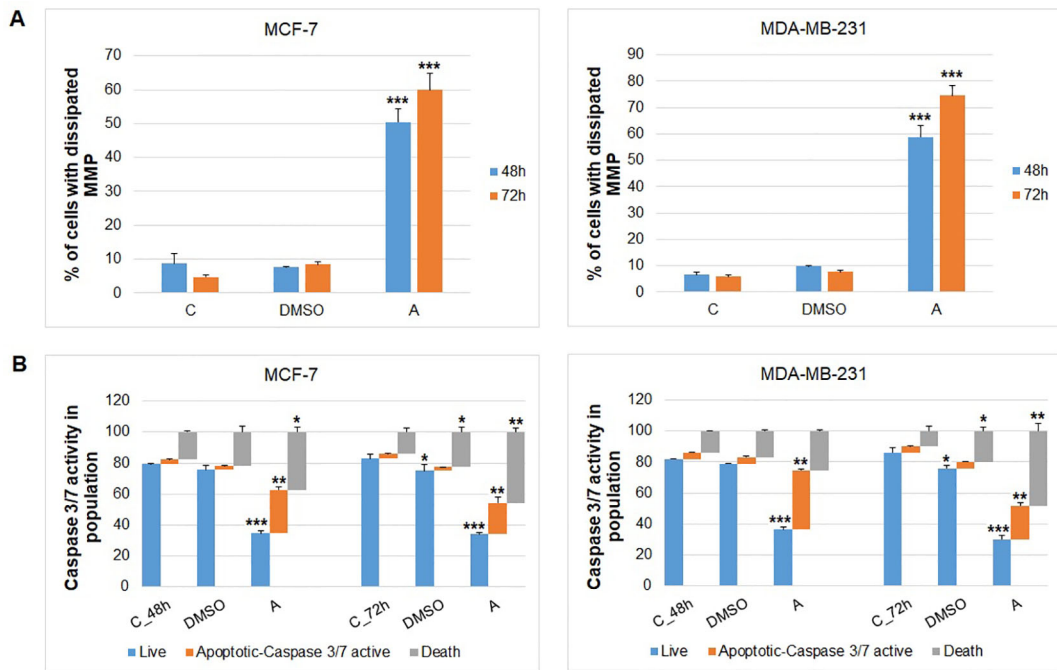 A
MCF-7
% of cells with dissipated
MMP
70
60
50
40
30
20
10
0
***
***
C
DMSO
A
48h
72h
MDA-MB-231
% of cells with dissipated
MMP
90
80
70
60
50
40
30
20
10
0
***
***
C
DMSO
A
48h
72h
B
MCF-7
Caspase 3/7 activity in
population
120
100
80
60
40
20
0
***
**
*
*
*
***
**
**
C_48h
DMSO
A
C_72h
DMSO
A
Live
Apoptotic-Caspase 3/7 active
Death
MDA-MB-231
Caspase 3/7 activity in
population
120
100
80
60
40
20
0
***
**
*
*
***
**
**
C_48h
DMSO
A
C_72h
DMSO
A
Live
Apoptotic-Caspase 3/7 active
Death